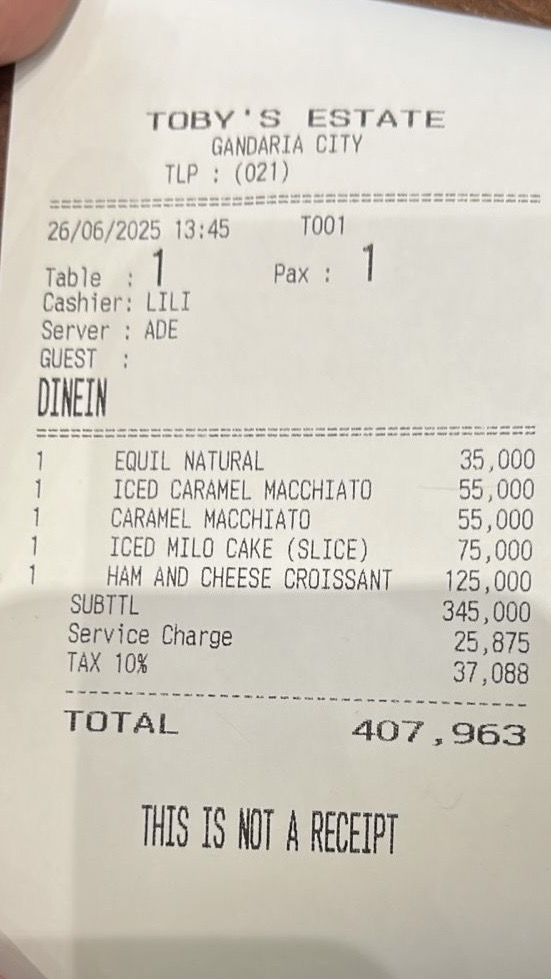 TOBY'S ESTATE
GANDARIA CITY
TLP : (021)
================================================
26/06/2025 13:45 T001
Table : 1 Pax : 1
Cashier: LILI
Server : ADE
GUEST :
DINEIN
================================================
1 EQUIL NATURAL 35,000
1 ICED CARAMEL MACCHIATO 55,000
1 CARAMEL MACCHIATO 55,000
1 ICED MILO CAKE (SLICE) 75,000
1 HAM AND CHEESE CROISSANT 125,000
SUBTTL 345,000
Service Charge 25,875
TAX 10% 37,088
------------------------------------------------
TOTAL 407,963
THIS IS NOT A RECEIPT